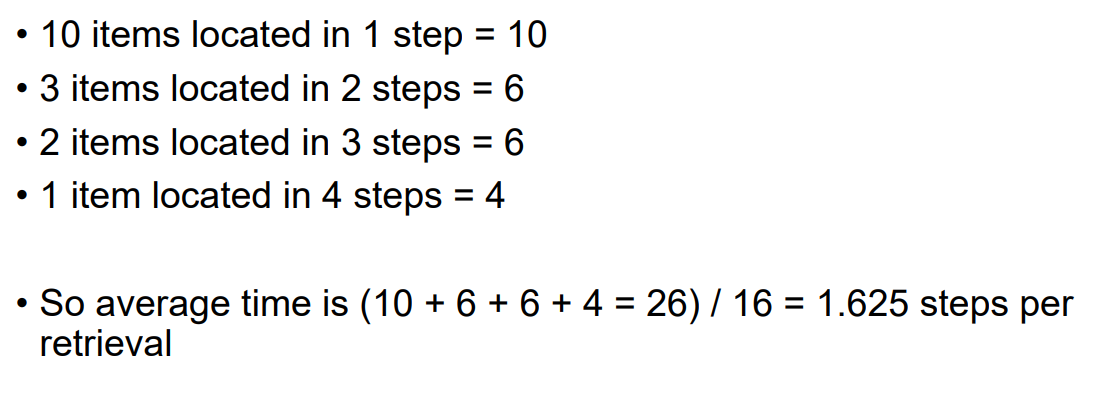 • 10 items located in 1 step = 10
• 3 items located in 2 steps = 6
• 2 items located in 3 steps = 6
• 1 item located in 4 steps = 4
• So average time is (10 + 6 + 6 + 4 = 26) / 16 = 1.625 steps per
retrieval